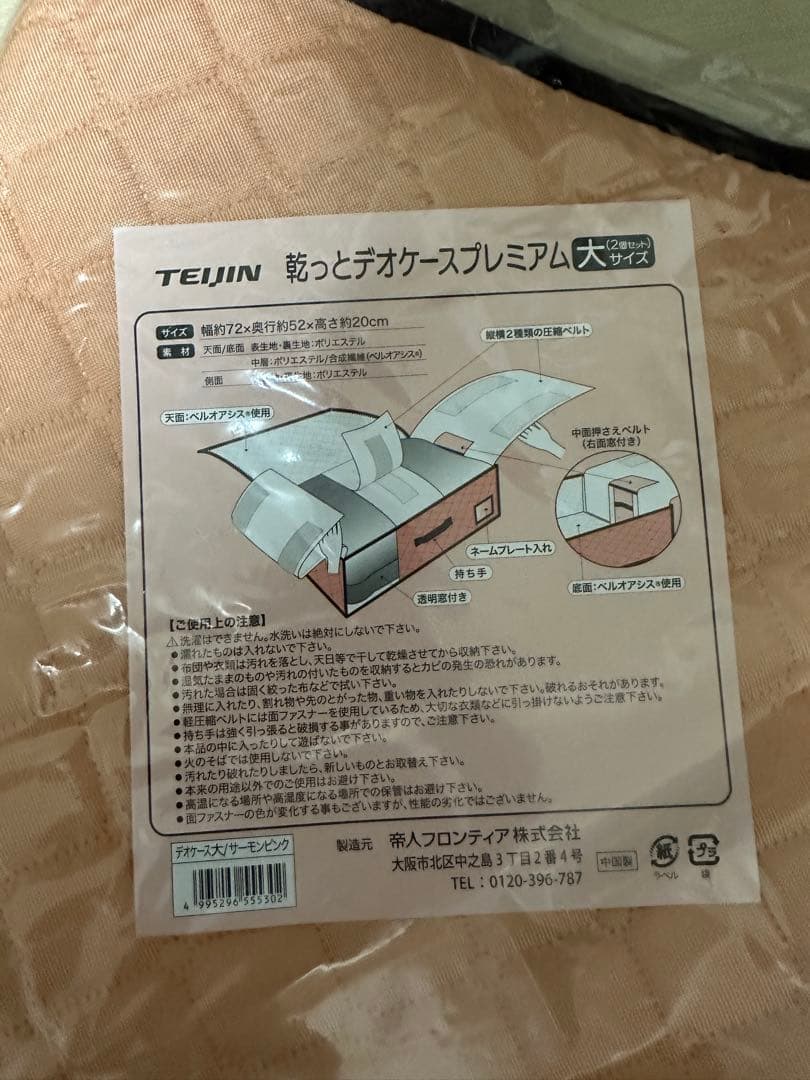 TEIJIN 乾っとデオケースプレミアム 大 (2個セット) サイズ
サイズ 幅約72×奥行約52×高さ約20cm
素材 天面/底面 表生地・裏生地:ポリエステル
中層:ポリエステル/合成繊維(ベルオアシス®)
側面 生地:ポリエステル
縦横2種類の圧縮ベルト
天面:ベルオアシス®使用
中面押さえベルト
(右面窓付き)
ネームプレート入れ
持ち手
透明窓付き
底面:ベルオアシス®使用
【ご使用上の注意】
⚠洗濯はできません。水洗いは絶対にしないで下さい。
●濡れたものは入れないで下さい。
●布団や衣類は汚れを落とし、天日等で干して乾燥させてから収納下さい。
●湿気たままのものや汚れの付いたものを収納するとカビの発生の恐れがあります。
●汚れた場合は固く絞った布などで拭い下さい。
●無理に入れたり、割れ物や先のとがった物、重い物を入れたりしないで下さい。破れるおそれがあります。
●軽圧縮ベルトには面ファスナーを使用しているため、大切な衣類などに引っ掛けないようご注意下さい。
●持ち手は強く引っ張ると破損する事がありますので、ご注意下さい。
●本品の中に入ったりして遊ばないで下さい。
●火のそばでは使用しないで下さい。
●汚れたり破れたりしましたら、新しいものとお取替え下さい。
●本来の用途以外でのご使用はお避け下さい。
●高温になる場所や高湿度になる場所での保管はお避け下さい。
●面ファスナーの色が変化する事もございますが、性能の劣化ではございません。
デオケース大/サーモンピンク
4 995296 555302
製造元 帝人フロンティア株式会社
大阪市北区中之島3丁目2番4号
TEL:0120-396-787
中国製
紙
ラベル
プラ
袋